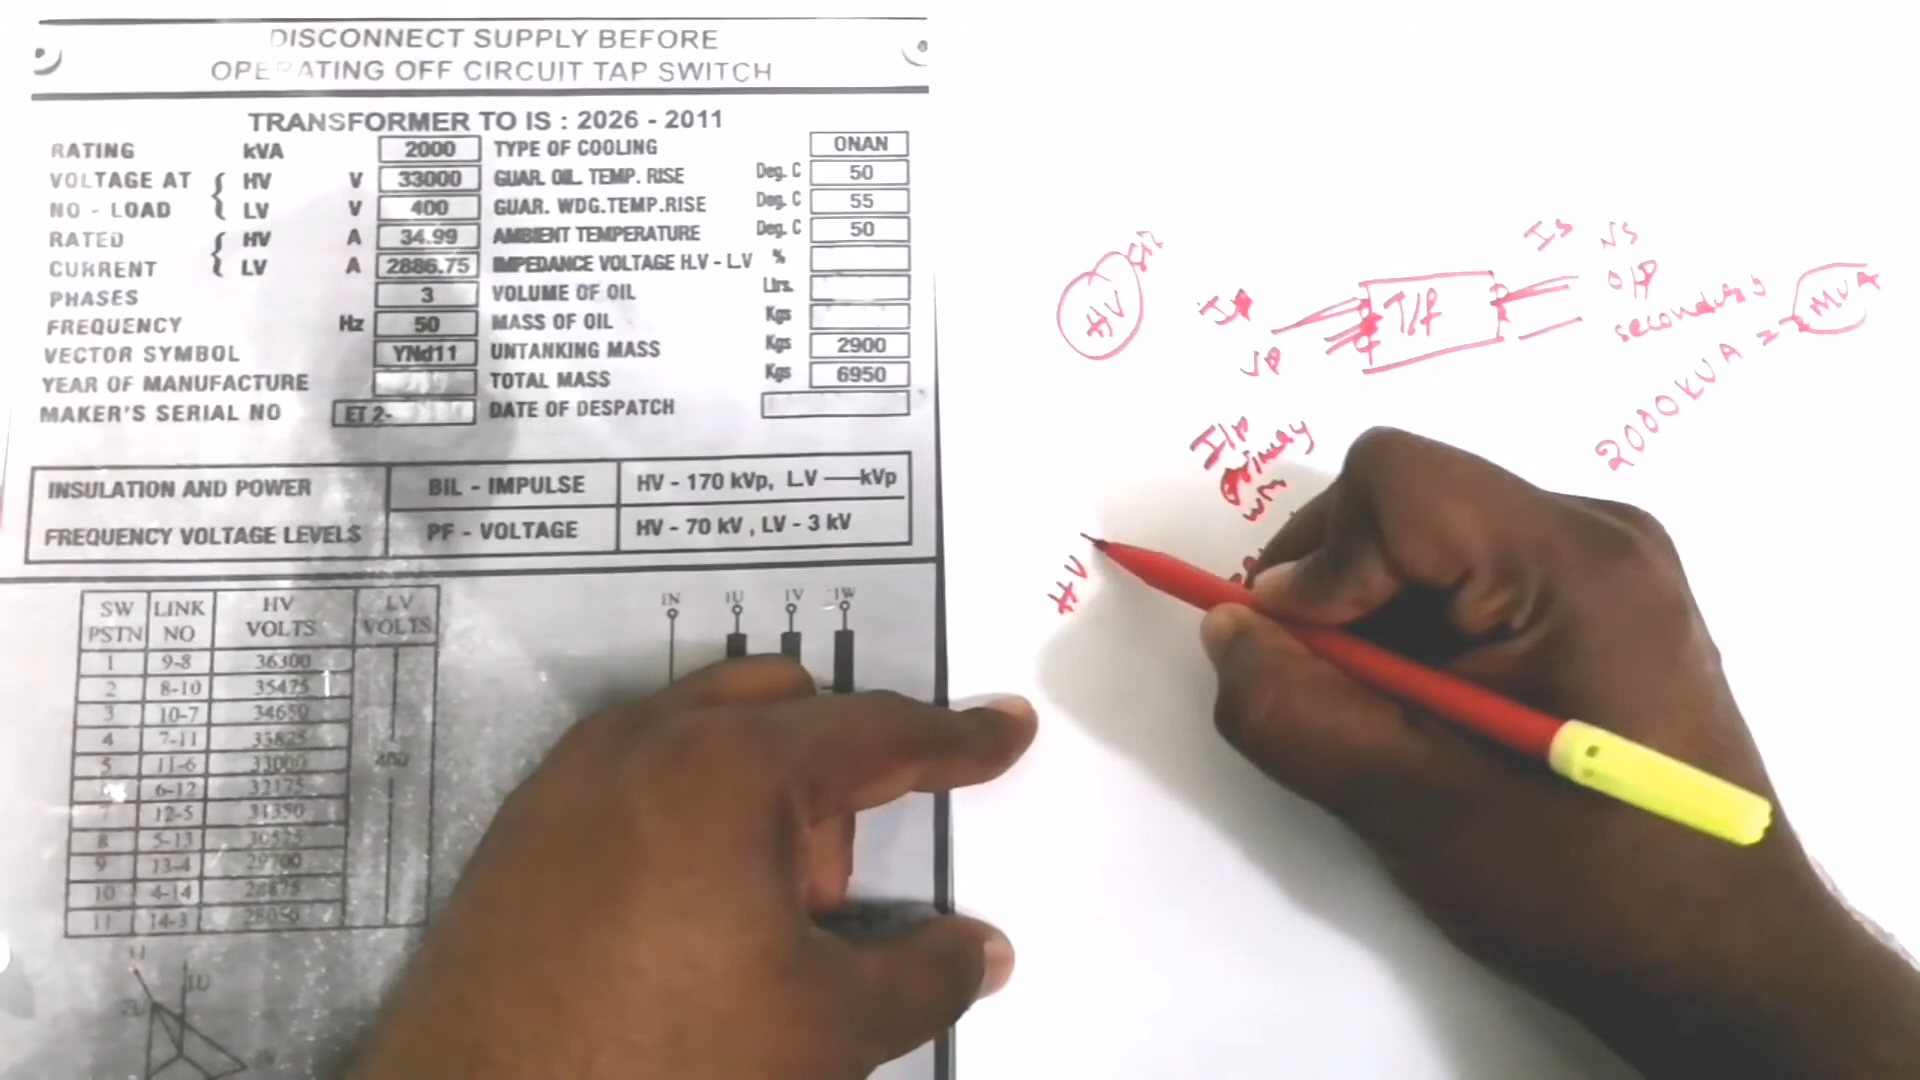 DISCONNECT SUPPLY BEFORE
OPERATING OFF CIRCUIT TAP SWITCH
TRANSFORMER TO IS : 2026 - 2011
RATING kVA 2000 TYPE OF COOLING ONAN
VOLTAGE AT { HV V 33000 GUAR. OIL. TEMP. RISE Deg. C 50
NO - LOAD { LV V 400 GUAR. WDG.TEMP.RISE Deg. C 55
RATED { HV A 34.99 AMBIENT TEMPERATURE Deg. C 50
CURRENT { LV A 2886.75 IMPEDANCE VOLTAGE H.V - L.V %
PHASES 3 VOLUME OF OIL Ltrs.
FREQUENCY Hz 50 MASS OF OIL Kgs
VECTOR SYMBOL YNd11 UNTANKING MASS Kgs 2900
YEAR OF MANUFACTURE TOTAL MASS Kgs 6950
MAKER'S SERIAL NO ET 2- DATE OF DESPATCH
INSULATION AND POWER BIL - IMPULSE HV - 170 kVp, LV —kVp
FREQUENCY VOLTAGE LEVELS PF - VOLTAGE HV - 70 kV , LV - 3 kV
SW PSTN LINK NO HV VOLTS LV VOLTS
1 9-8 36300
2 8-10 35475
3 10-7 34650
4 7-11 33825
5 11-6 33000 400
6-12 32175
7 12-5 31350
8 5-13 30525
9 13-4 29700
10 4-14 28875
11 14-3 28050
1N 1U 1V 1W
1U
2U
HV
T/f
O/P
secondary
2000 KVA = 2 MVA
I/P
HV